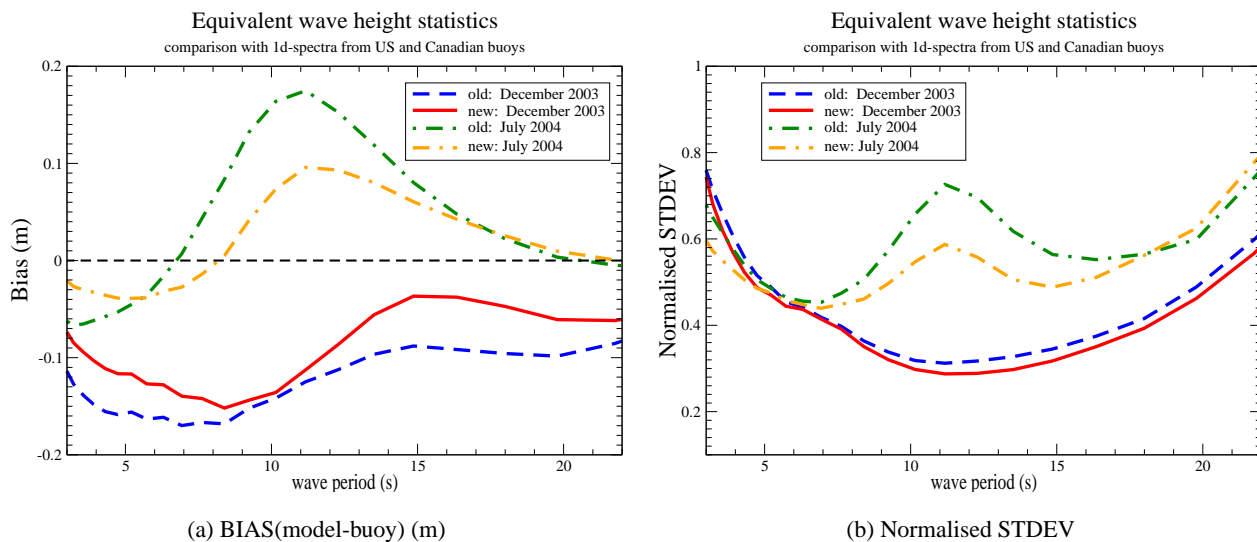 Equivalent wave height statistics
comparison with 1d-spectra from US and Canadian buoys
0.2
0.1
0
-0.1
-0.2
Bias (m)
old: December 2003
new: December 2003
old: July 2004
new: July 2004
5
10
15
20
wave period (s)
(a) BIAS(model-buoy) (m)
Equivalent wave height statistics
comparison with 1d-spectra from US and Canadian buoys
1
0.8
0.6
0.4
0.2
Normalised STDEV
old: December 2003
new: December 2003
old: July 2004
new: July 2004
5
10
15
20
wave period (s)
(b) Normalised STDEV